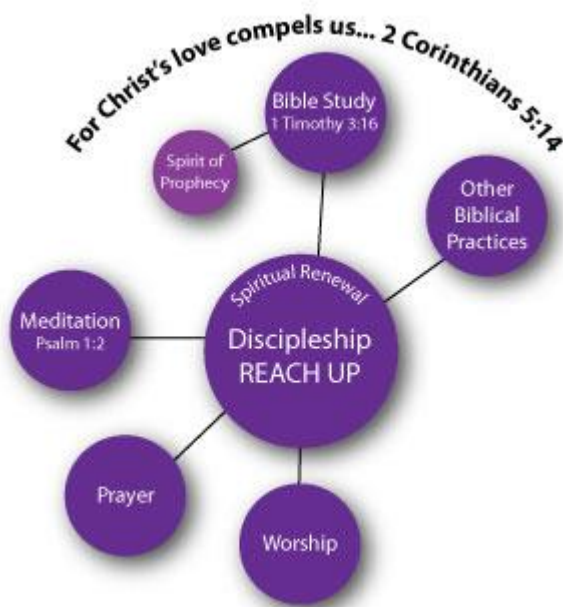 For Christ's love compels us... 2 Corinthians 5:14
Bible Study
1 Timothy 3:16
Spirit of
Prophecy
Other
Biblical
Practices
Spiritual Renewal
Discipleship
REACH UP
Meditation
Psalm 1:2
Prayer
Worship